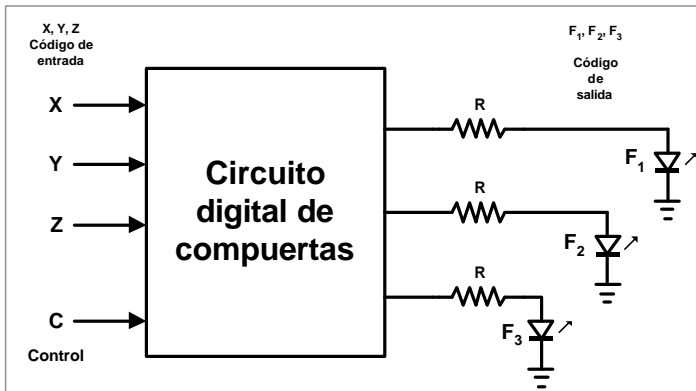 X, Y, Z
Código de
entrada
X
Y
Z
C
Control
Circuito
digital de
compuertas
R
R
R
F1, F2, F3
Código
de
salida
F1
F2
F3